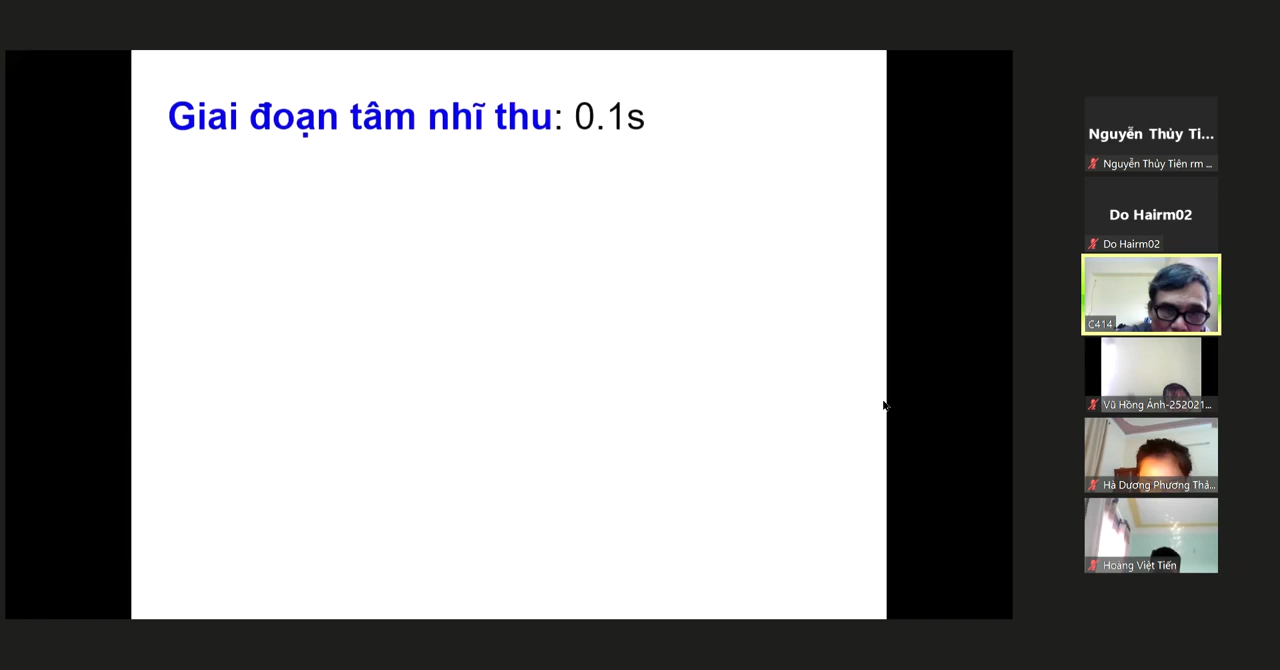 Giai đoạn tâm nhĩ thu: 0.1s
Nguyễn Thủy Ti...
Nguyễn Thủy Tiên rm ...
Do Hairm02
Do Hairm02
C414
Vũ Hồng Ánh-252021...
Hà Dương Phương Thả...
Hoàng Việt Tiến